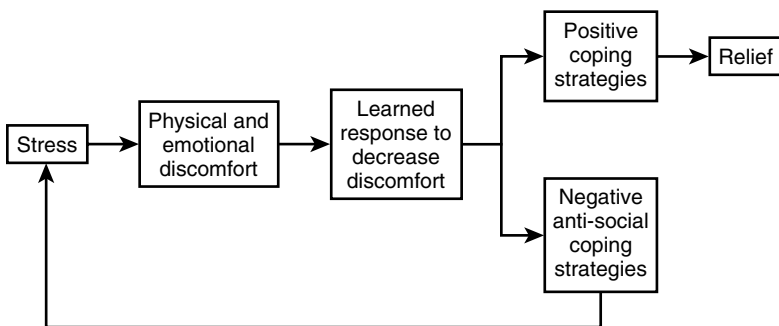 Stress
Physical and
emotional
discomfort
Learned
response to
decrease
discomfort
Positive
coping
strategies
Relief
Negative
anti-social
coping
strategies